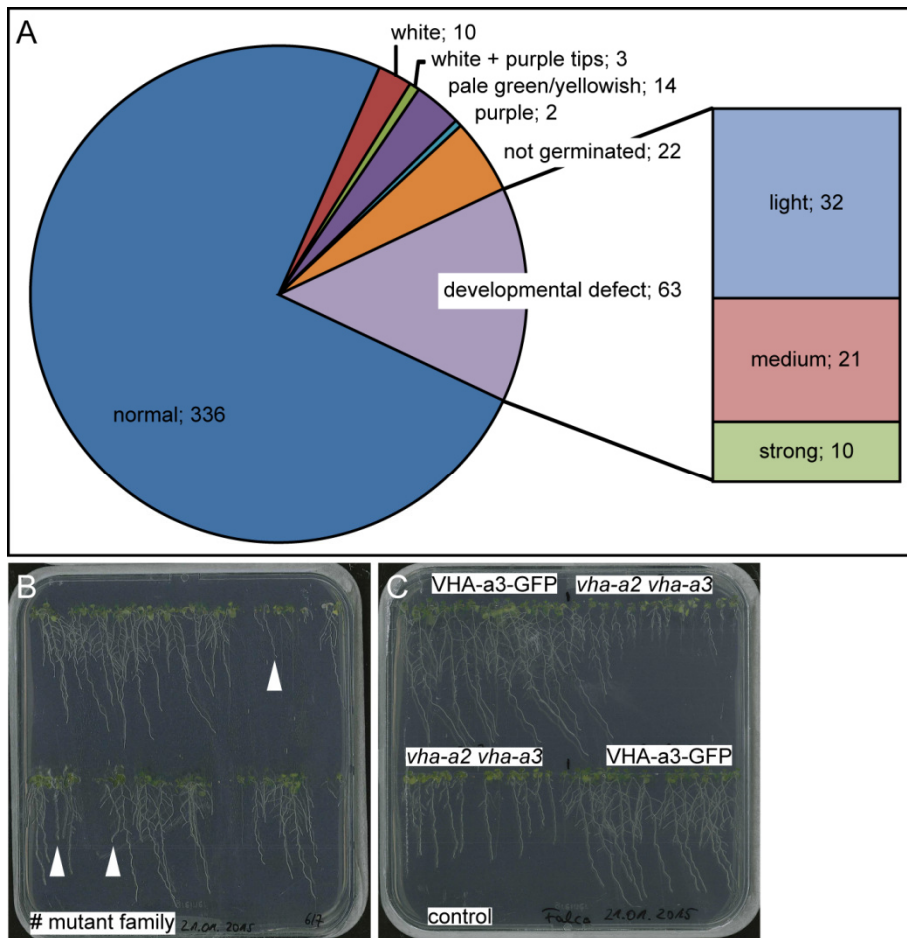 A
white; 10
white + purple tips; 3
pale green/yellowish; 14
purple; 2
not germinated; 22
developmental defect; 63
normal; 336
light; 32
medium; 21
strong; 10
B
# mutant family
21.01.2015
6/7
C
VHA-a3-GFP
vha-a2 vha-a3
vha-a2 vha-a3
VHA-a3-GFP
control
Falco 21.01.2015